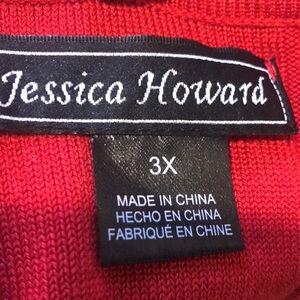 Jessica Howard
3X
MADE IN CHINA
HECHO EN CHINA
FABRIQUÉ EN CHINE